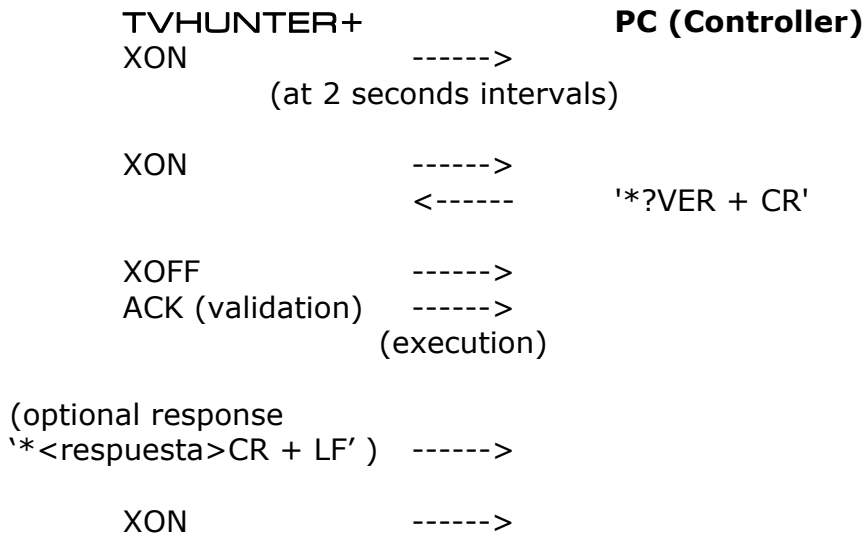 TVHUNTER+ PC (Controller)
XON ------>
(at 2 seconds intervals)
XON ------>
<------ '*?VER + CR'
XOFF ------>
ACK (validation) ------>
(execution)
(optional response
‘*<respuesta>CR + LF’ ) ------>
XON ------>